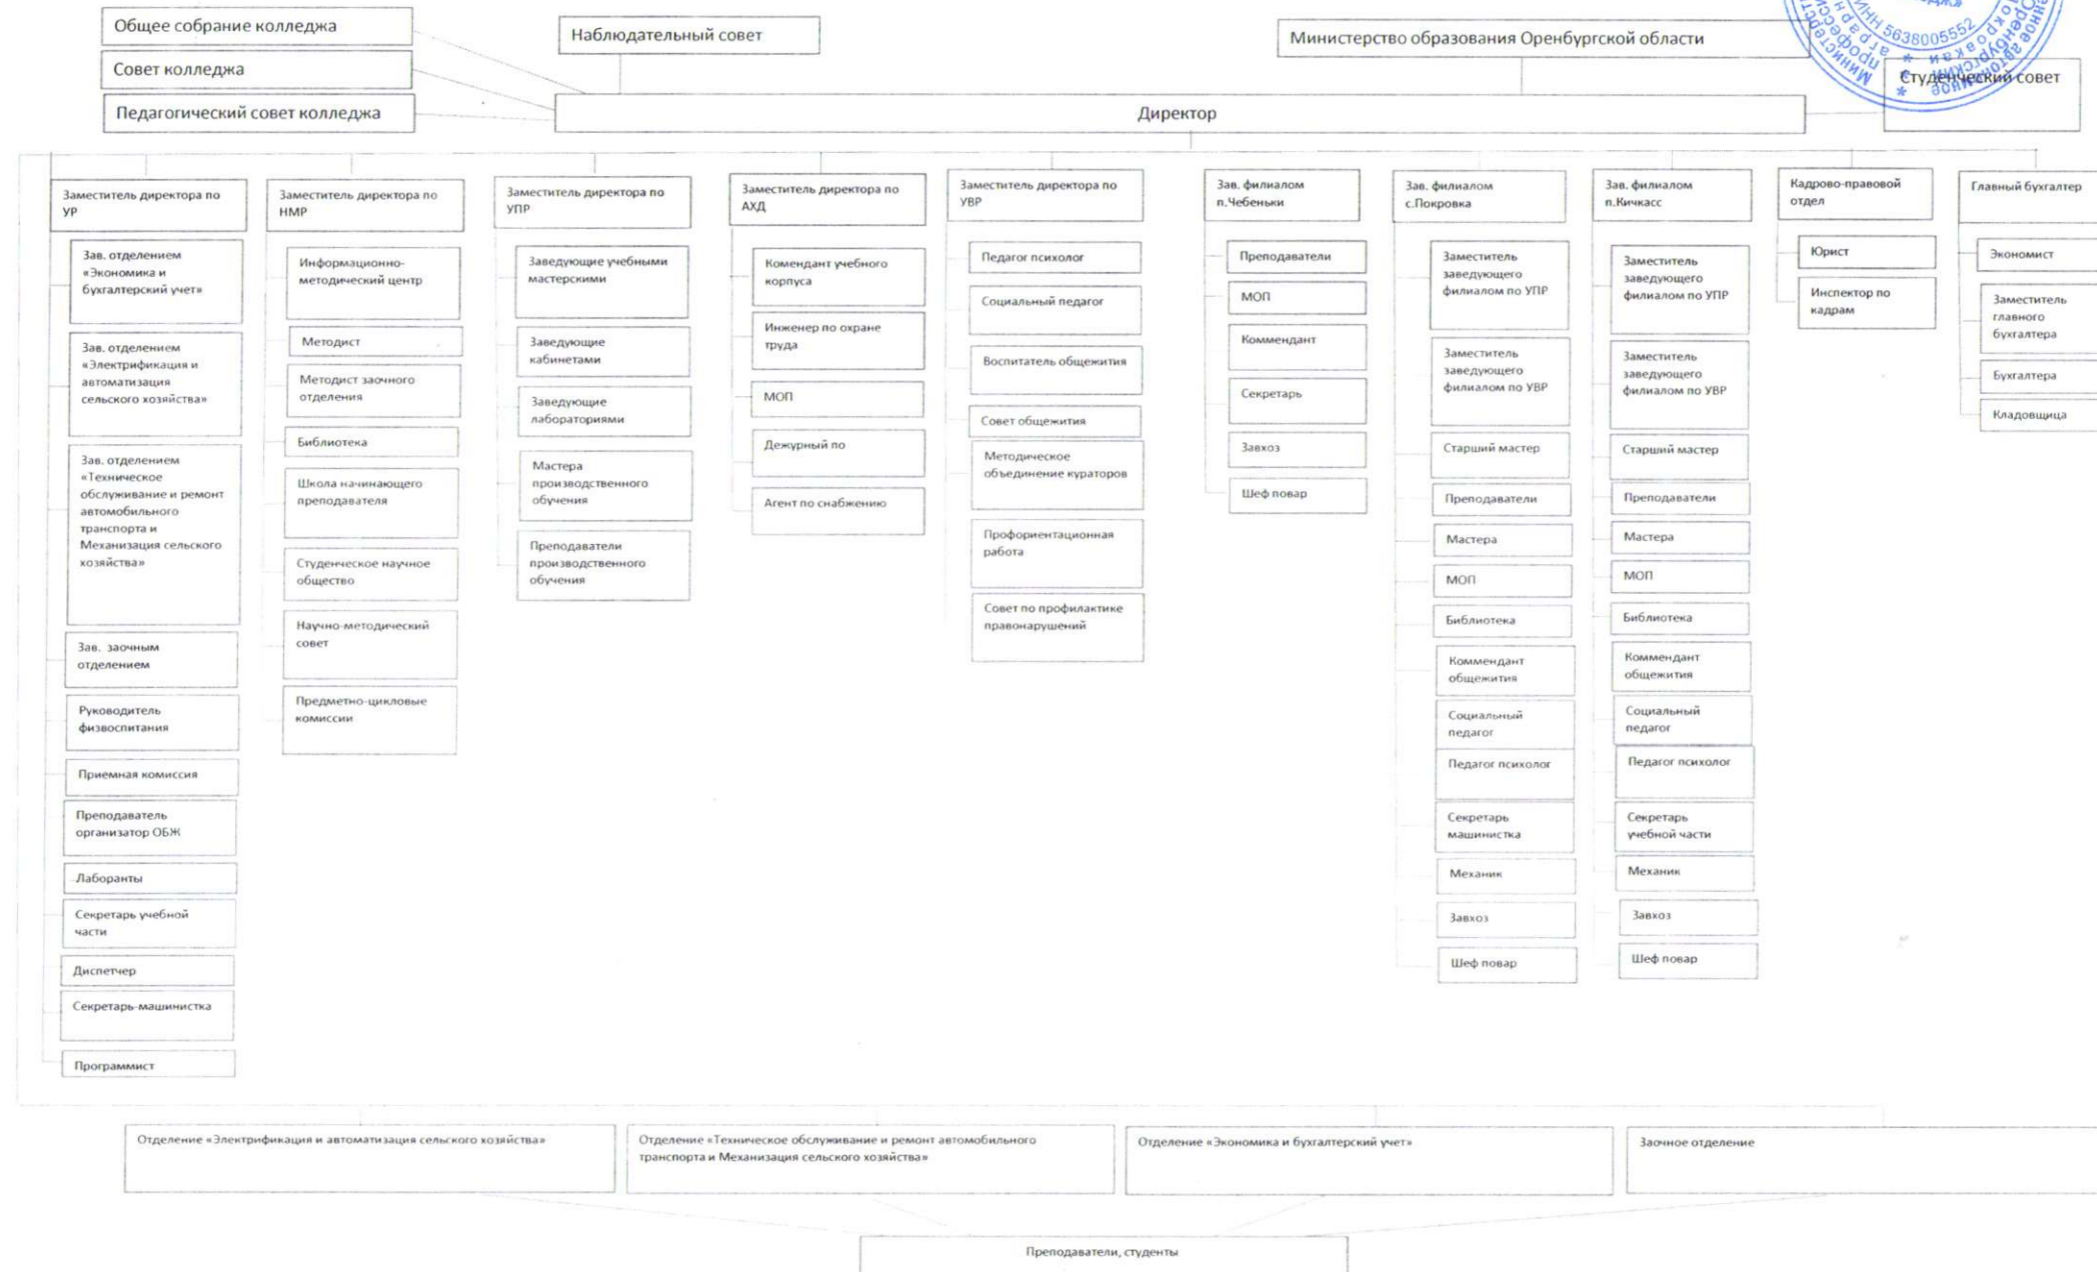 Общее собрание колледжа
Наблюдательный совет
Министерство образования Оренбургской области
Совет колледжа
Студенческий совет
Педагогический совет колледжа
Директор
ИНН 5638005552
Заместитель директора по
УР
Зав. отделением
«Экономика и
бухгалтерский учет»
Зав. отделением
«Электрификация и
автоматизация
сельского хозяйства»
Зав. отделением
«Техническое
обслуживание и ремонт
автомобильного
транспорта и
Механизация сельского
хозяйства»
Зав. заочным
отделением
Руководитель
физвоспитания
Приемная комиссия
Преподаватель
организатор ОБЖ
Лаборанты
Секретарь учебной
части
Диспетчер
Секретарь-машинистка
Программист
Заместитель директора по
НМР
Информационно-
методический центр
Методист
Методист заочного
отделения
Библиотека
Школа начинающего
преподавателя
Студенческое научное
общество
Научно-методический
совет
Предметно-цикловые
комиссии
Заместитель директора по
УПР
Заведующие учебными
мастерскими
Заведующие
кабинетами
Заведующие
лабораториями
Мастера
производственного
обучения
Преподаватели
производственного
обучения
Заместитель директора по
АХД
Комендант учебного
корпуса
Инженер по охране
труда
МОП
Дежурный по
Агент по снабжению
Заместитель директора по
УВР
Педагог психолог
Социальный педагог
Воспитатель общежития
Совет общежития
Методическое
объединение кураторов
Профориентационная
работа
Совет по профилактике
правонарушений
Зав. филиалом
п.Чебеньки
Преподаватели
МОП
Коммендант
Секретарь
Завхоз
Шеф повар
Зав. филиалом
с.Покровка
Заместитель
заведующего
филиалом по УПР
Заместитель
заведующего
филиалом по УВР
Старший мастер
Преподаватели
Мастера
МОП
Библиотека
Коммендант
общежития
Социальный
педагог
Педагог психолог
Секретарь
машинистка
Механик
Завхоз
Шеф повар
Зав. филиалом
п.Кичкасс
Заместитель
заведующего
филиалом по УПР
Заместитель
заведующего
филиалом по УВР
Старший мастер
Преподаватели
Мастера
МОП
Библиотека
Коммендант
общежития
Социальный
педагог
Педагог психолог
Секретарь
учебной части
Механик
Завхоз
Шеф повар
Кадрово-правовой
отдел
Юрист
Инспектор по
кадрам
Главный бухгалтер
Экономист
Заместитель
главного
бухгалтера
Бухгалтера
Кладовщица
Отделение «Электрификация и автоматизация сельского хозяйства»
Отделение «Техническое обслуживание и ремонт автомобильного
транспорта и Механизация сельского хозяйства»
Отделение «Экономика и бухгалтерский учет»
Заочное отделение
Преподаватели, студенты